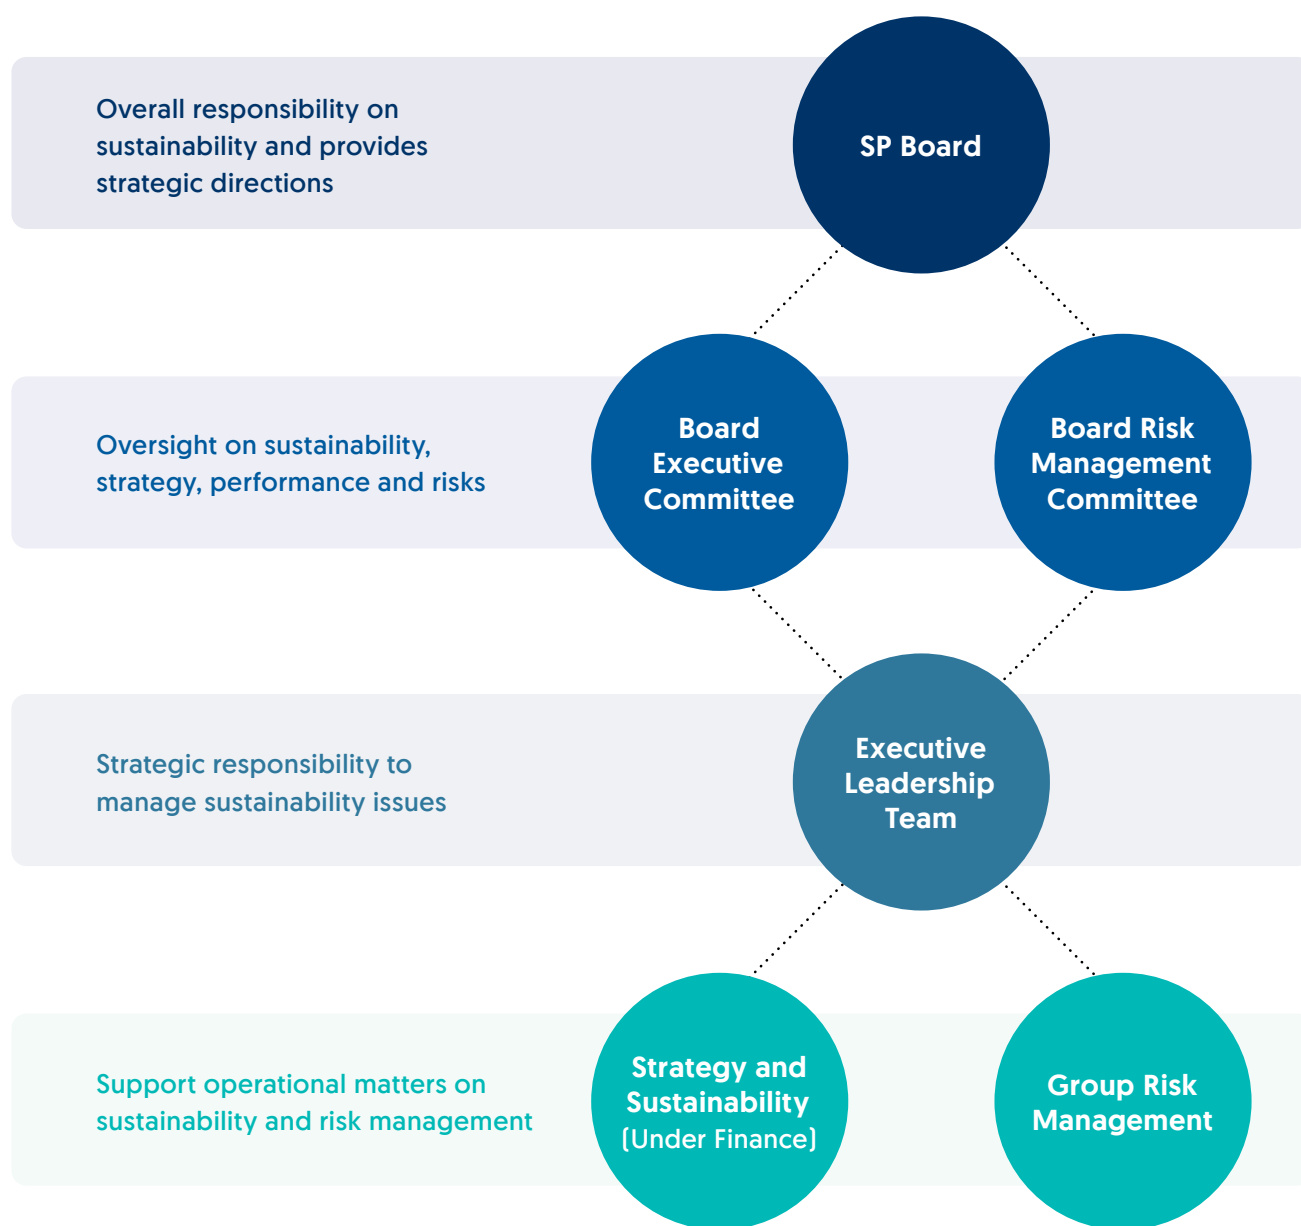 Overall responsibility on
sustainability and provides
strategic directions
SP Board
Oversight on sustainability,
strategy, performance and risks
Board
Executive
Committee
Board Risk
Management
Committee
Strategic responsibility to
manage sustainability issues
Executive
Leadership
Team
Support operational matters on
sustainability and risk management
Strategy and
Sustainability
(Under Finance)
Group Risk
Management